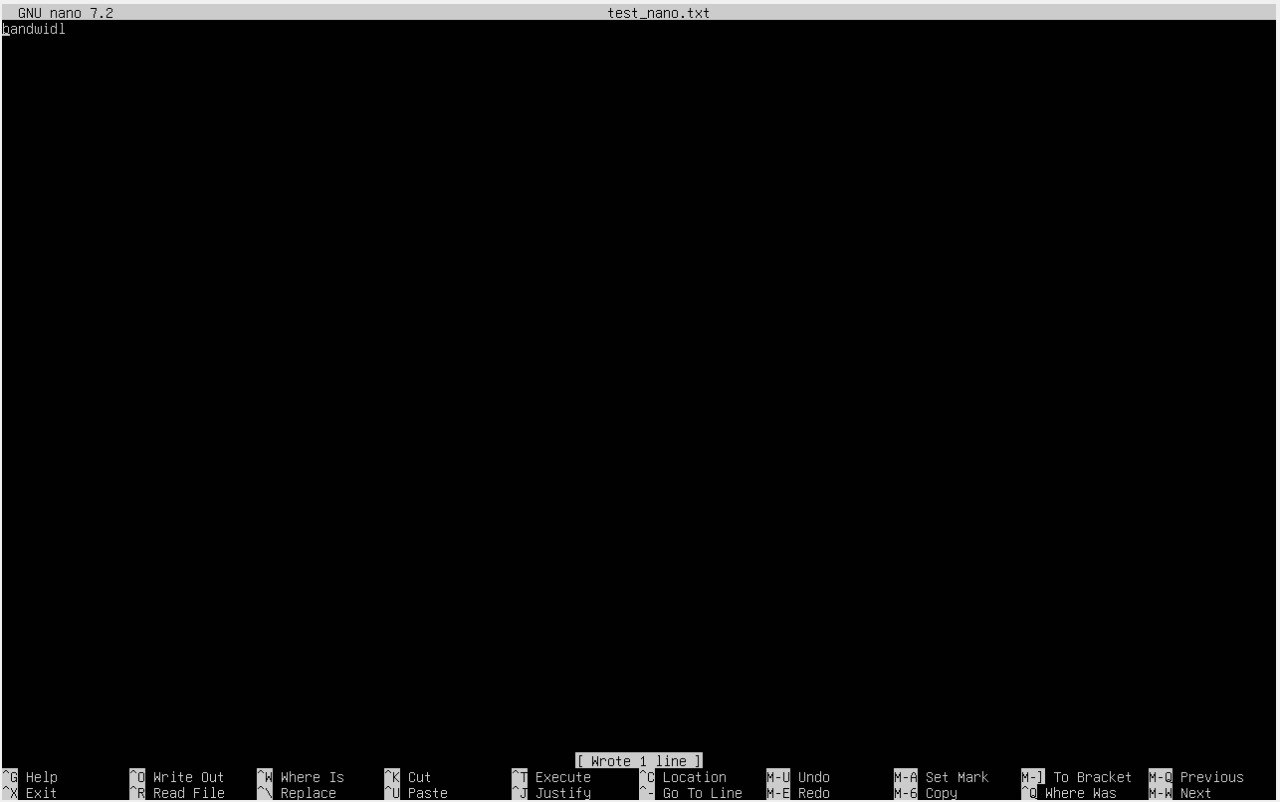 GNU nano 7.2 test_nano.txt
bandwidl
[ Wrote 1 line ]
^G Help ^O Write Out ^W Where Is ^K Cut ^T Execute ^C Location M-U Undo M-A Set Mark M-] To Bracket M-Q Previous
^X Exit ^R Read File ^\ Replace ^U Paste ^J Justify ^- Go To Line M-E Redo M-6 Copy ^Q Where Was M-W Next